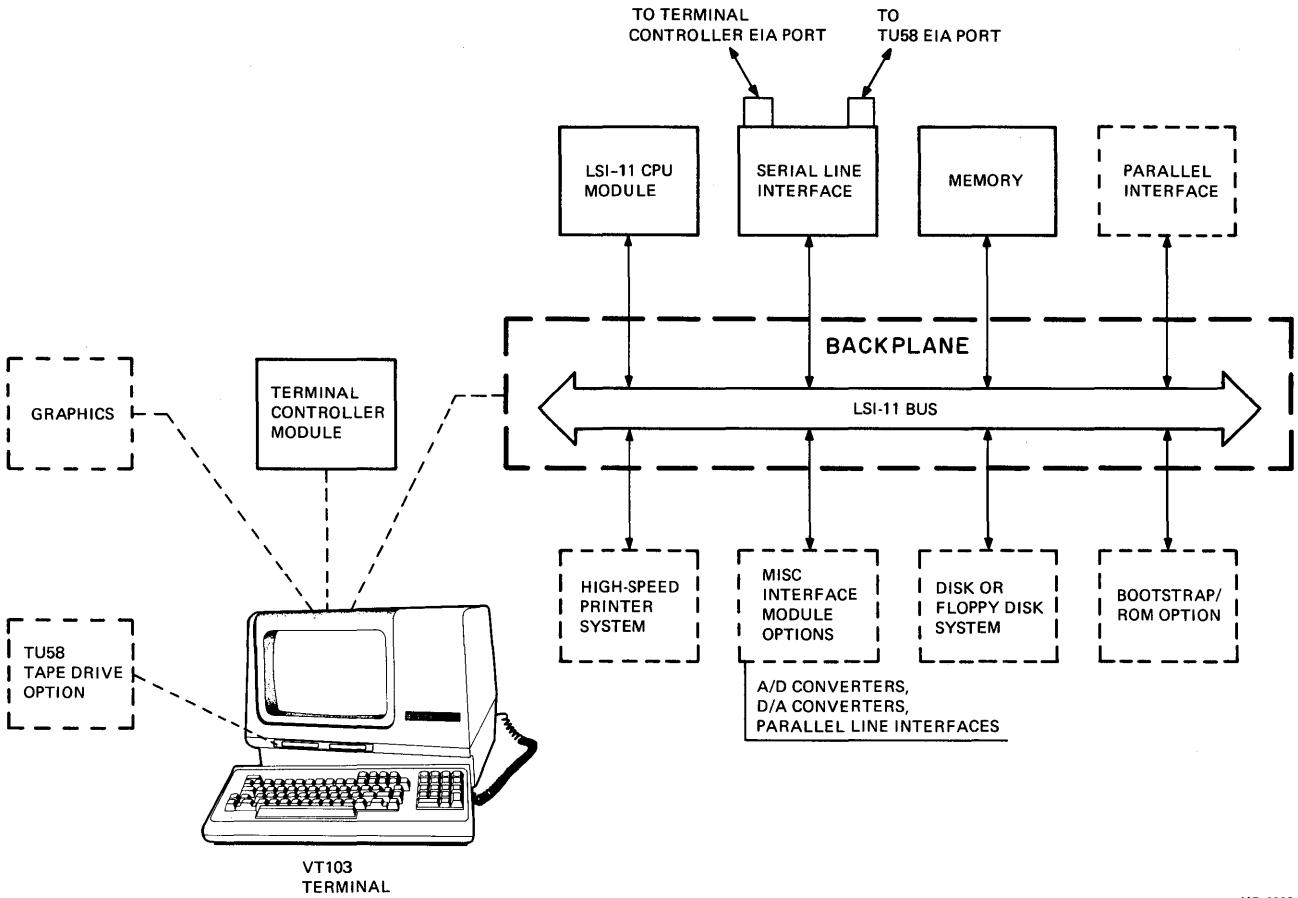 TO TERMINAL
CONTROLLER EIA PORT
TO
TU58 EIA PORT
LSI-11 CPU
MODULE
SERIAL LINE
INTERFACE
MEMORY
PARALLEL
INTERFACE
BACKPLANE
LSI-11 BUS
GRAPHICS
TERMINAL
CONTROLLER
MODULE
HIGH-SPEED
PRINTER
SYSTEM
MISC
INTERFACE
MODULE
OPTIONS
DISK OR
FLOPPY DISK
SYSTEM
BOOTSTRAP/
ROM OPTION
A/D CONVERTERS,
D/A CONVERTERS,
PARALLEL LINE INTERFACES
TU58
TAPE DRIVE
OPTION
VT103
TERMINAL